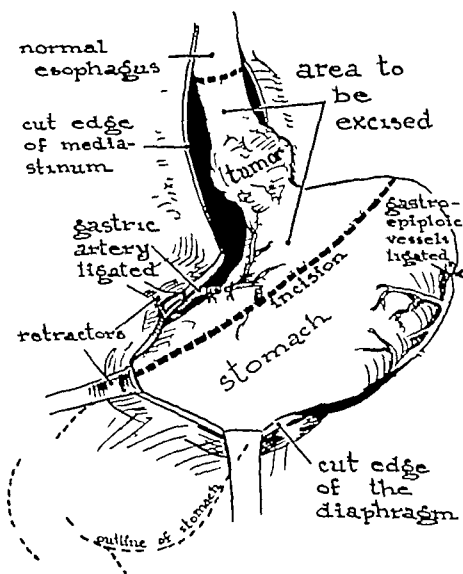 normal
esophagus
area to
be
excised
cut edge
of media-
stinum
tumor
gastric
artery
ligated
gastro-
epiploic
vessels
ligated
incision
retractors
stomach
cut edge
of the
diaphragm
outline of stomach